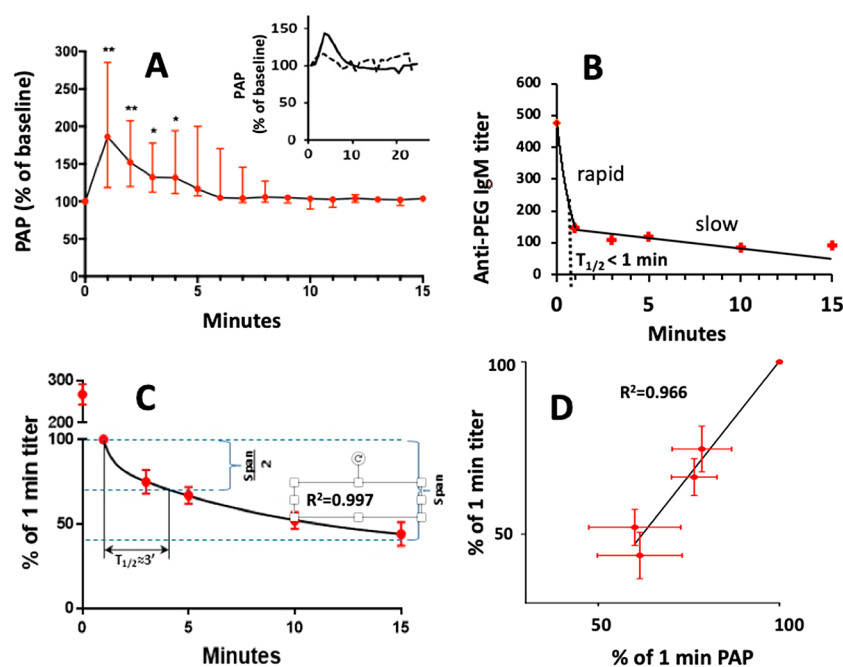 A
PAP (% of baseline)
300
250
200
150
100
50
0
**
**
*
*
0
5
10
15
Minutes
PAP
(% of baseline)
150
100
50
0
0
10
20
B
Anti-PEG IgM titer
600
500
400
300
200
100
0
rapid
slow
T1/2 < 1 min
0
5
10
15
Minutes
C
% of 1 min titer
300
200
100
50
0
span
2
Span
R²=0.997
T1/2≈3′
0
5
10
15
Minutes
D
% of 1 min titer
100
50
R²=0.966
50
100
% of 1 min PAP